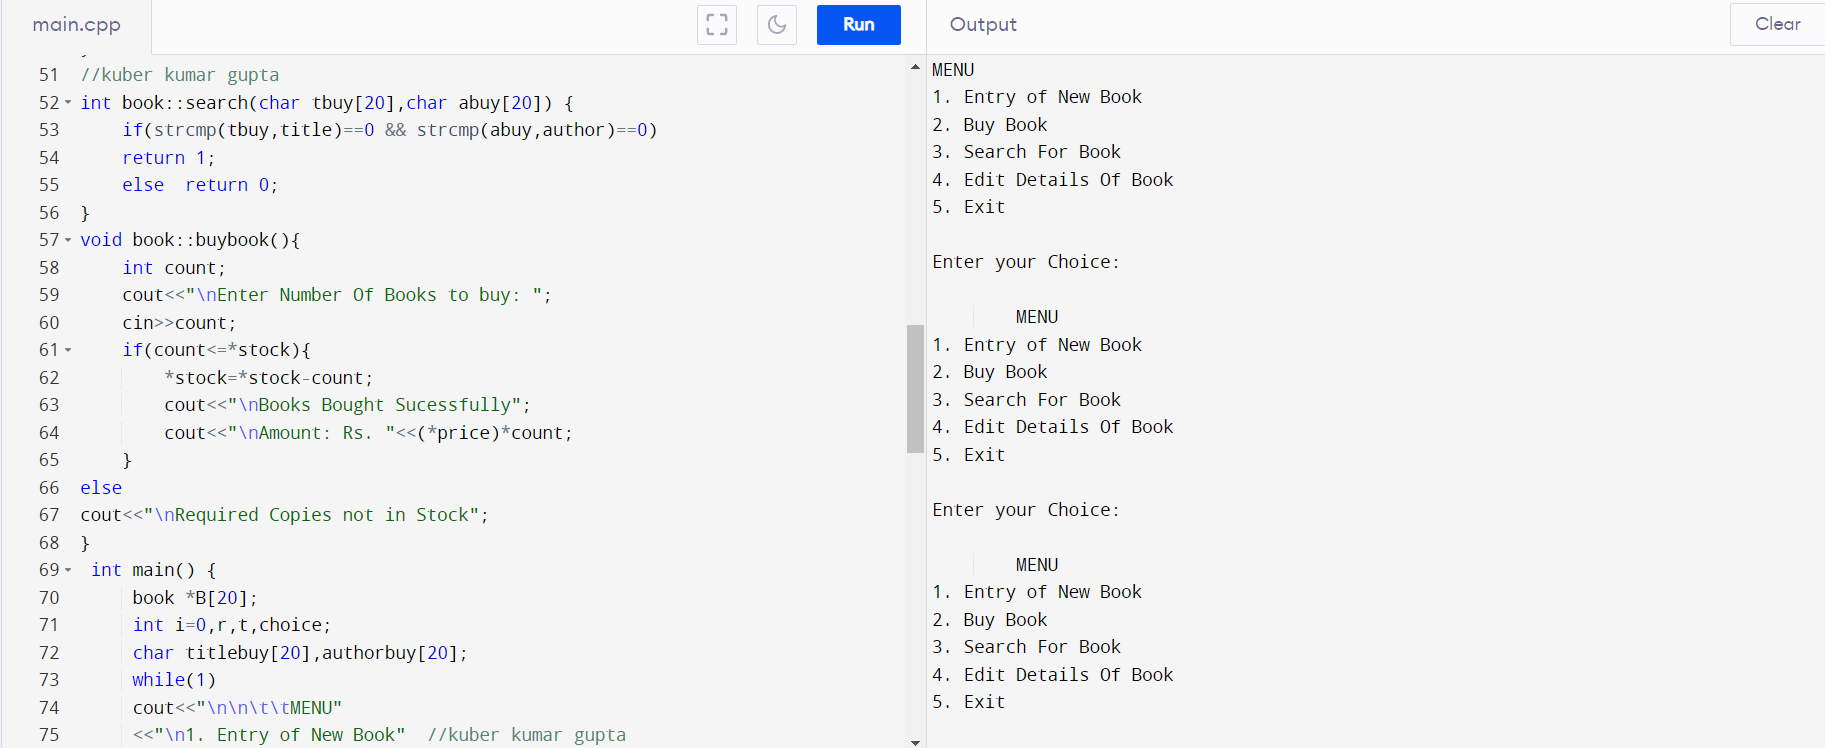 main.cpp
Run
Output
Clear
51 //kuber kumar gupta
52 int book::search(char tbuy[20],char abuy[20]) {
53     if(strcmp(tbuy,title)==0 && strcmp(abuy,author)==0)
54     return 1;
55     else  return 0;
56 }
57 void book::buybook(){
58     int count;
59     cout<<"\nEnter Number Of Books to buy: ";
60     cin>>count;
61     if(count<=*stock){
62         *stock=*stock-count;
63         cout<<"\nBooks Bought Sucessfully";
64         cout<<"\nAmount: Rs. "<<(*price)*count;
65     }
66 else
67 cout<<"\nRequired Copies not in Stock";
68 }
69  int main() {
70      book *B[20];
71      int i=0,r,t,choice;
72      char titlebuy[20],authorbuy[20];
73      while(1)
74      cout<<"\n\n\t\tMENU"
75      <<"\n1. Entry of New Book"  //kuber kumar gupta
MENU
1. Entry of New Book
2. Buy Book
3. Search For Book
4. Edit Details Of Book
5. Exit
Enter your Choice:
MENU
1. Entry of New Book
2. Buy Book
3. Search For Book
4. Edit Details Of Book
5. Exit
Enter your Choice:
MENU
1. Entry of New Book
2. Buy Book
3. Search For Book
4. Edit Details Of Book
5. Exit